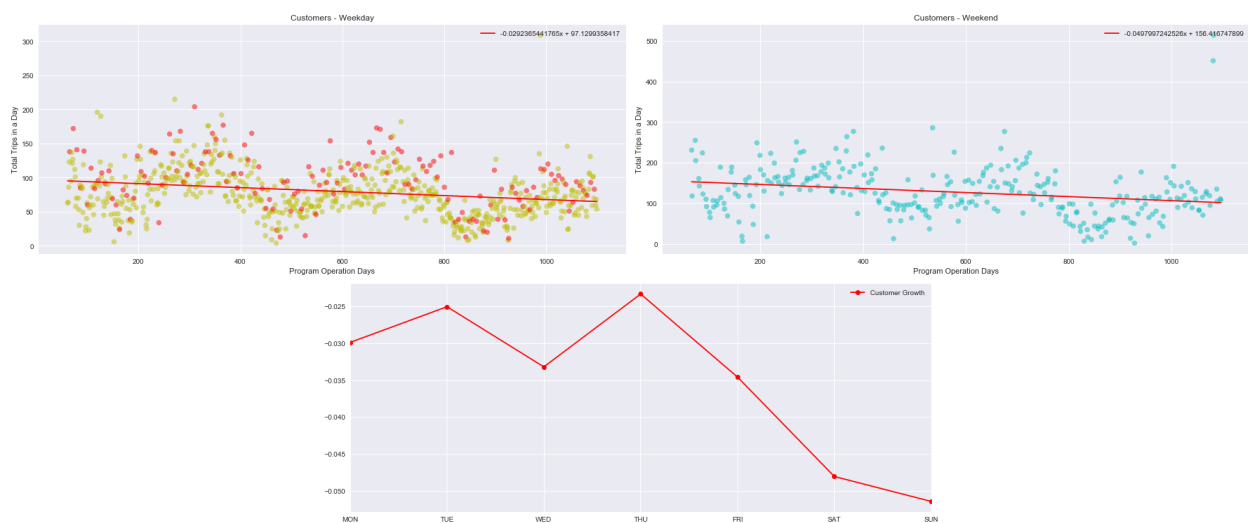 Customers - Weekday
-0.0292365441765x + 97.1299358417
Total Trips in a Day
300
250
200
150
100
50
0
200
400
600
800
1000
Program Operation Days
Customers - Weekend
-0.0497997242526x + 156.416747899
Total Trips in a Day
500
400
300
200
100
0
200
400
600
800
1000
Program Operation Days
Customer Growth
−0.025
−0.030
−0.035
−0.040
−0.045
−0.050
MON
TUE
WED
THU
FRI
SAT
SUN